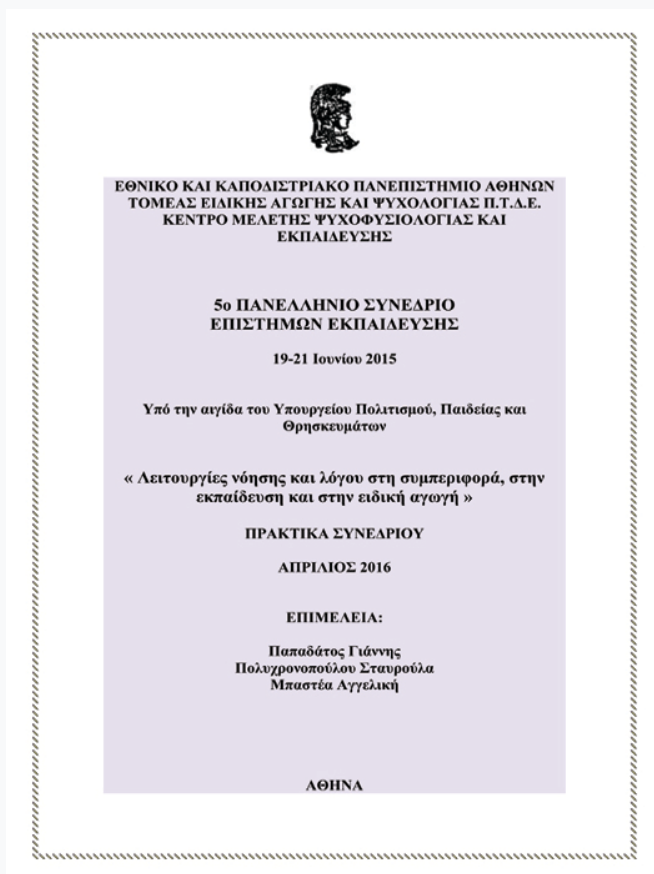 ΕΘΝΙΚΟ ΚΑΙ ΚΑΠΟΔΙΣΤΡΙΑΚΟ ΠΑΝΕΠΙΣΤΗΜΙΟ ΑΘΗΝΩΝ
ΤΟΜΕΑΣ ΕΙΔΙΚΗΣ ΑΓΩΓΗΣ ΚΑΙ ΨΥΧΟΛΟΓΙΑΣ Π.Τ.Δ.Ε.
ΚΕΝΤΡΟ ΜΕΛΕΤΗΣ ΨΥΧΟΦΥΣΙΟΛΟΓΙΑΣ ΚΑΙ
ΕΚΠΑΙΔΕΥΣΗΣ
5ο ΠΑΝΕΛΛΗΝΙΟ ΣΥΝΕΔΡΙΟ
ΕΠΙΣΤΗΜΩΝ ΕΚΠΑΙΔΕΥΣΗΣ
19-21 Ιουνίου 2015
Υπό την αιγίδα του Υπουργείου Πολιτισμού, Παιδείας και
Θρησκευμάτων
« Λειτουργίες νόησης και λόγου στη συμπεριφορά, στην
εκπαίδευση και στην ειδική αγωγή »
ΠΡΑΚΤΙΚΑ ΣΥΝΕΔΡΙΟΥ
ΑΠΡΙΛΙΟΣ 2016
ΕΠΙΜΕΛΕΙΑ:
Παπαδάτος Γιάννης
Πολυχρονοπούλου Σταυρούλα
Μπαστέα Αγγελική
ΑΘΗΝΑ